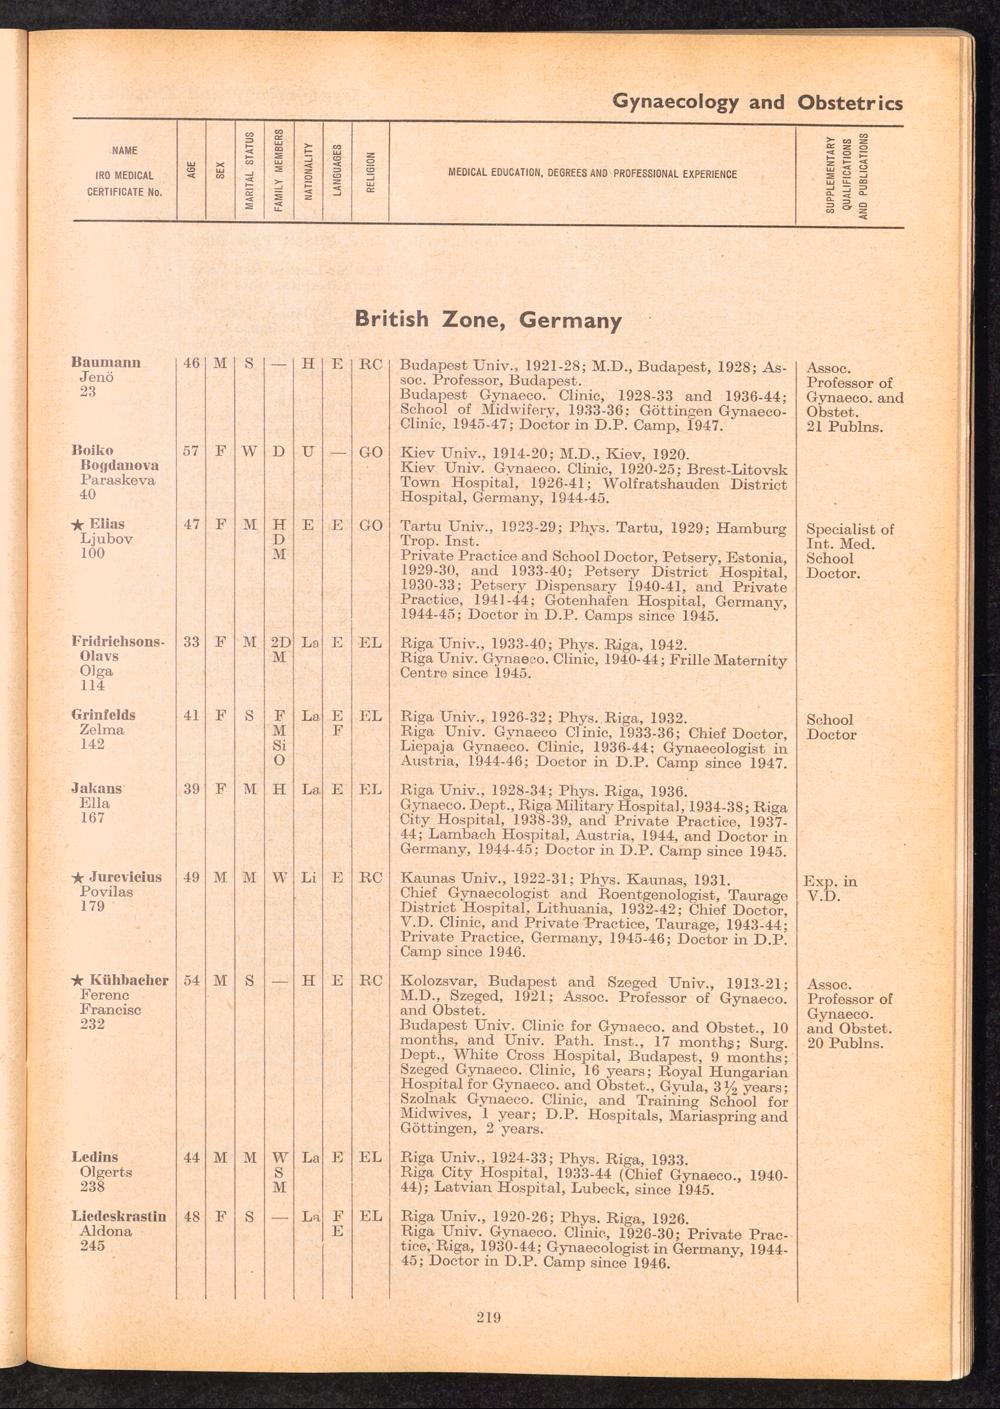 Gynaecology and Obstetrics
NAME
IRO MEDICAL
CERTIFICATE No.
AGE
SEX
MARITAL STATUS
FAMILY MEMBERS
NATIONALITY
LANGUAGES
RELIGION
MEDICAL EDUCATION, DEGREES AND PROFESSIONAL EXPERIENCE
SUPPLEMENTARY
QUALIFICATIONS
AND PUBLICATIONS
British Zone, Germany
Baumann 46 M S — H E RC Budapest Univ., 1921-28; M.D., Budapest, 1928; As- Assoc.
Jenö soc. Professor, Budapest. Professor of
23 Budapest Gynaeco. Clinic, 1928-33 and 1936-44; Gynaeco. and
School of Midwifery, 1933-36; Göttingen Gynaeco- Obstet.
Clinic, 1945-47; Doctor in D.P. Camp, 1947. 21 Publns.
Boiko 57 F W D U — GO Kiev Univ., 1914-20; M.D., Kiev, 1920.
Bogdanova Kiev Univ. Gynaeco. Clinic, 1920-25; Brest-Litovsk
Paraskeva Town Hospital, 1926-41; Wolfratshauden District
40 Hospital, Germany, 1944-45.
★ Elias 47 F M H E E GO Tartu Univ., 1923-29; Phys. Tartu, 1929; Hamburg Specialist of
Ljubov D Trop. Inst. Int. Med.
100 M Private Practice and School Doctor, Petsery, Estonia, School
1929-30, and 1933-40; Petsery District Hospital, Doctor.
1930-33; Petsery Dispensary 1940-41, and Private
Practice, 1941-44; Gotenhafen Hospital, Germany,
1944-45; Doctor in D.P. Camps since 1945.
Fridrichsons- 33 F M 2D La E EL Riga Univ., 1933-40; Phys. Riga, 1942.
Olavs M Riga Univ. Gynaeco. Clinic, 1940-44; Frille Maternity
Olga Centre since 1945.
114
Grinfelds 41 F S F La E EL Riga Univ., 1926-32; Phys. Riga, 1932. School
Zelma M F Riga Univ. Gynaeco Clinic, 1933-36; Chief Doctor, Doctor
142 Si Liepaja Gynaeco. Clinic, 1936-44; Gynaecologist in
O Austria, 1944-46; Doctor in D.P. Camp since 1947.
Jakans 39 F M H La E EL Riga Univ., 1928-34; Phys. Riga, 1936.
Ella Gynaeco. Dept., Riga Military Hospital, 1934-38; Riga
167 City Hospital, 1938-39, and Private Practice, 1937-
44; Lambach Hospital, Austria, 1944, and Doctor in
Germany, 1944-45; Doctor in D.P. Camp since 1945.
★ Jurevicius 49 M M W Li E RC Kaunas Univ., 1922-31; Phys. Kaunas, 1931. Exp. in
Povilas Chief Gynaecologist and Roentgenologist, Taurage V.D.
179 District Hospital, Lithuania, 1932-42; Chief Doctor,
V.D. Clinic, and Private Practice, Taurage, 1943-44;
Private Practice, Germany, 1945-46; Doctor in D.P.
Camp since 1946.
★ Kühbacher 54 M S — H E RC Kolozsvar, Budapest and Szeged Univ., 1913-21; Assoc.
Ferenc M.D., Szeged, 1921; Assoc. Professor of Gynaeco. Professor of
Francisc and Obstet. Gynaeco.
232 Budapest Univ. Clinic for Gynaeco. and Obstet., 10 and Obstet.
months, and Univ. Path. Inst., 17 months; Surg. 20 Publns.
Dept., White Cross Hospital, Budapest, 9 months;
Szeged Gynaeco. Clinic, 16 years; Royal Hungarian
Hospital for Gynaeco. and Obstet., Gyula, 3½ years;
Szolnak Gynaeco. Clinic, and Training School for
Midwives, 1 year; D.P. Hospitals, Mariaspring and
Göttingen, 2 years.
Ledins 44 M M W La E EL Riga Univ., 1924-33; Phys. Riga, 1933.
Olgerts S Riga City Hospital, 1933-44 (Chief Gynaeco., 1940-
238 M 44); Latvian Hospital, Lubeck, since 1945.
Liedeskrastin 48 F S — La F EL Riga Univ., 1920-26; Phys. Riga, 1926.
Aldona E Riga Univ. Gynaeco. Clinic, 1926-30; Private Prac-
245 tice, Riga, 1930-44; Gynaecologist in Germany, 1944-
45; Doctor in D.P. Camp since 1946.
219